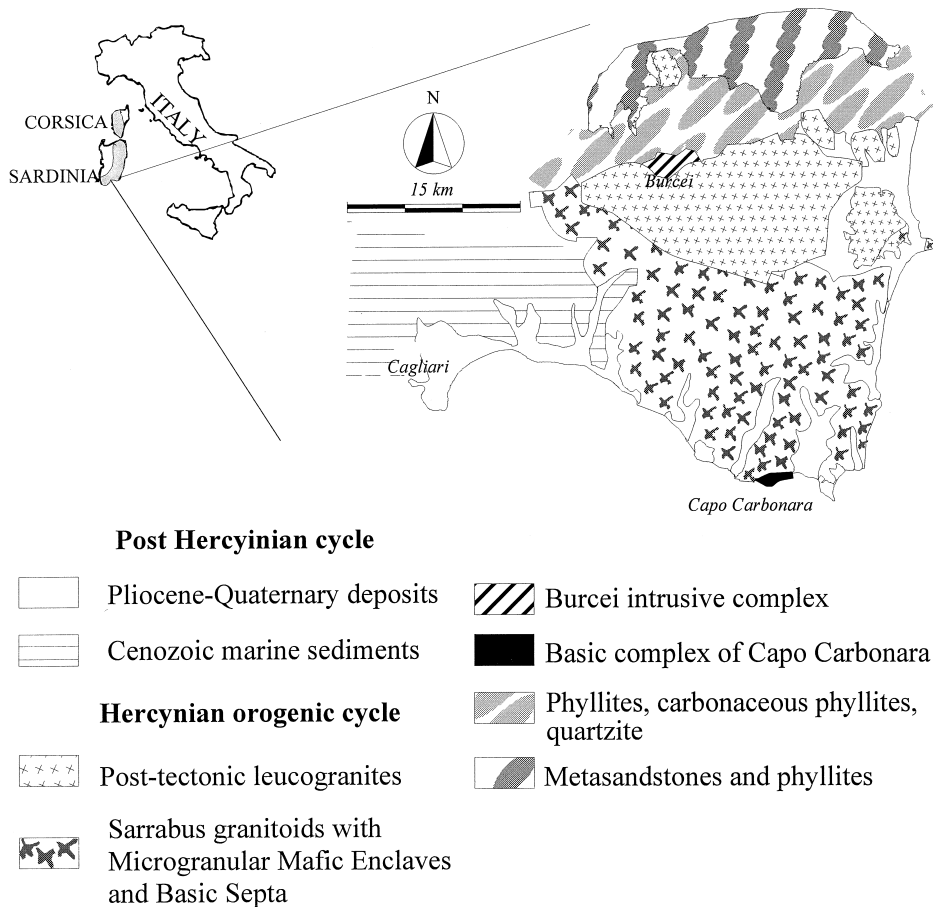 CORSICA
ITALY
SARDINIA
N
15 km
Burcei
Cagliari
Capo Carbonara
Post Hercyinian cycle
Pliocene-Quaternary deposits
Cenozoic marine sediments
Hercynian orogenic cycle
Post-tectonic leucogranites
Sarrabus granitoids with
Microgranular Mafic Enclaves
and Basic Septa
Burcei intrusive complex
Basic complex of Capo Carbonara
Phyllites, carbonaceous phyllites,
quartzite
Metasandstones and phyllites